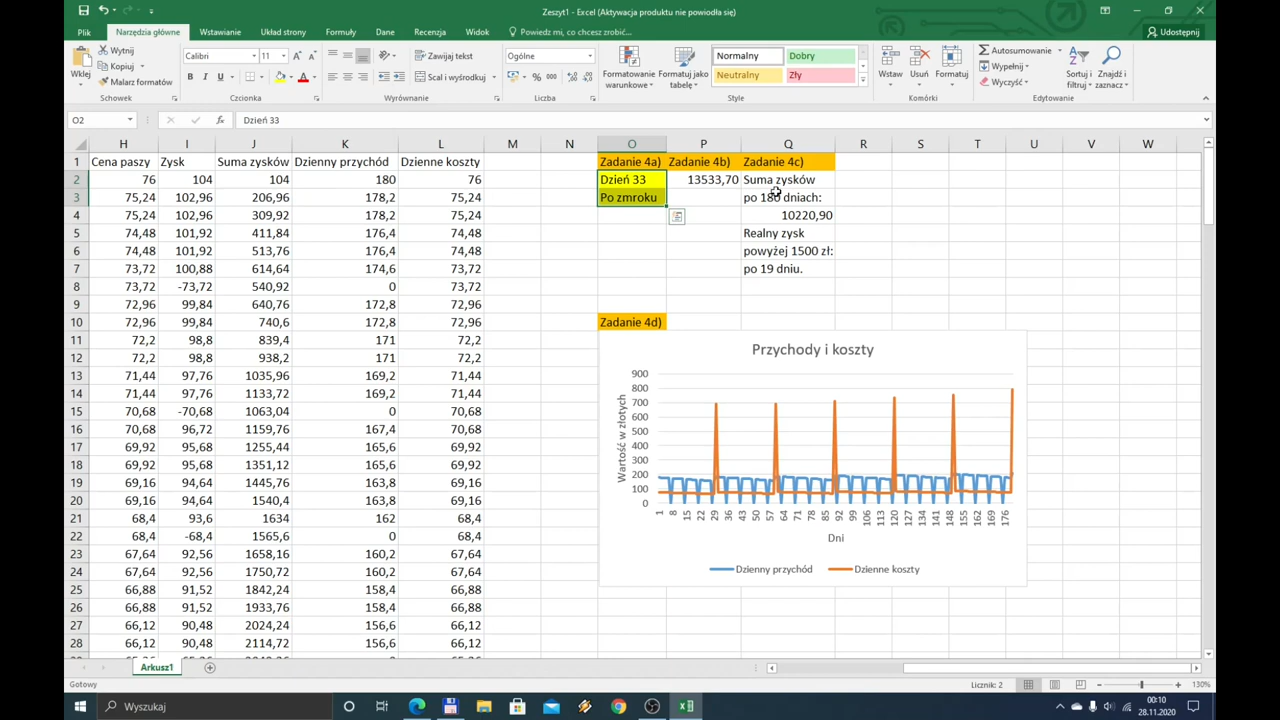 Zeszyt1 - Excel (Aktywacja produktu nie powiodła się)
Plik Narzędzia główne Wstawianie Układ strony Formuły Dane Recenzja Widok Powiedz mi, co chcesz zrobić... Udostępnij
Wklej Wytnij Kopiuj Malarz formatów Schowek
Calibri 11 B I U A A A Czcionka
Zawijaj tekst Scal i wyśrodkuj Wyrównanie
Ogólne % 000 Liczba
Formatowanie warunkowe Formatuj jako tabelę Normalny Dobry Neutralny Zły Style
Wstaw Usuń Formatuj Komórki
Autosumowanie Wypełnij Wyczyść Sortuj i filtruj Znajdź i zaznacz Edytowanie
O2 fx Dzień 33
H I J K L M N O P Q R S T U V W
1 Cena paszy Zysk Suma zysków Dzienny przychód Dzienne koszty Zadanie 4a) Zadanie 4b) Zadanie 4c)
2 76 104 104 180 76 Dzień 33 13533,70 Suma zysków
3 75,24 102,96 206,96 178,2 75,24 Po zmroku po 180 dniach:
4 75,24 102,96 309,92 178,2 75,24 10220,90
5 74,48 101,92 411,84 176,4 74,48 Realny zysk
6 74,48 101,92 513,76 176,4 74,48 powyżej 1500 zł:
7 73,72 100,88 614,64 174,6 73,72 po 19 dniu.
8 73,72 -73,72 540,92 0 73,72
9 72,96 99,84 640,76 172,8 72,96
10 72,96 99,84 740,6 172,8 72,96 Zadanie 4d)
11 72,2 98,8 839,4 171 72,2
12 72,2 98,8 938,2 171 72,2
13 71,44 97,76 1035,96 169,2 71,44
14 71,44 97,76 1133,72 169,2 71,44
15 70,68 -70,68 1063,04 0 70,68
16 70,68 96,72 1159,76 167,4 70,68
17 69,92 95,68 1255,44 165,6 69,92
18 69,92 95,68 1351,12 165,6 69,92
19 69,16 94,64 1445,76 163,8 69,16
20 69,16 94,64 1540,4 163,8 69,16
21 68,4 93,6 1634 162 68,4
22 68,4 -68,4 1565,6 0 68,4
23 67,64 92,56 1658,16 160,2 67,64
24 67,64 92,56 1750,72 160,2 67,64
25 66,88 91,52 1842,24 158,4 66,88
26 66,88 91,52 1933,76 158,4 66,88
27 66,12 90,48 2024,24 156,6 66,12
28 66,12 90,48 2114,72 156,6 66,12
Przychody i koszty
Wartość w złotych
900
800
700
600
500
400
300
200
100
0
1 8 15 22 29 36 43 50 57 64 71 78 85 92 99 106 113 120 127 134 141 148 155 162 169 176
Dni
Dzienny przychód Dzienne koszty
Arkusz1
Gotowy Licznik: 2 130%
Wyszukaj
00:10
28.11.2020